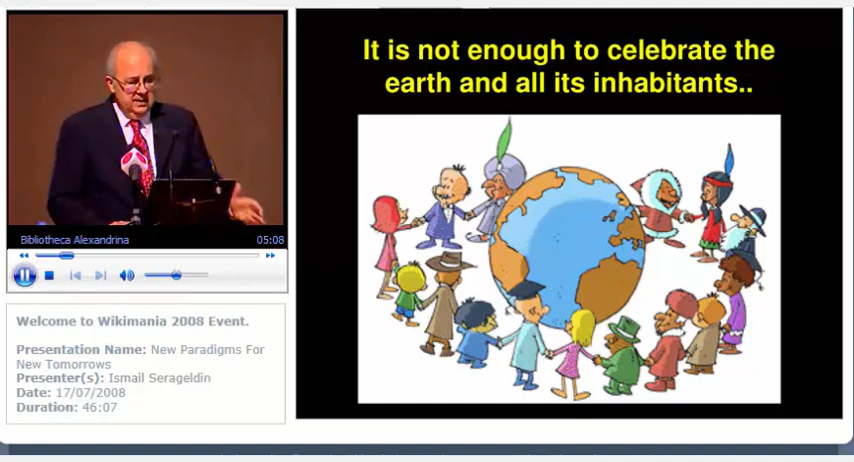 It is not enough to celebrate the
earth and all its inhabitants..
Bibliotheca Alexandrina
05:08
Welcome to Wikimania 2008 Event.
Presentation Name: New Paradigms For
New Tomorrows
Presenter(s): Ismail Serageldin
Date: 17/07/2008
Duration: 46:07